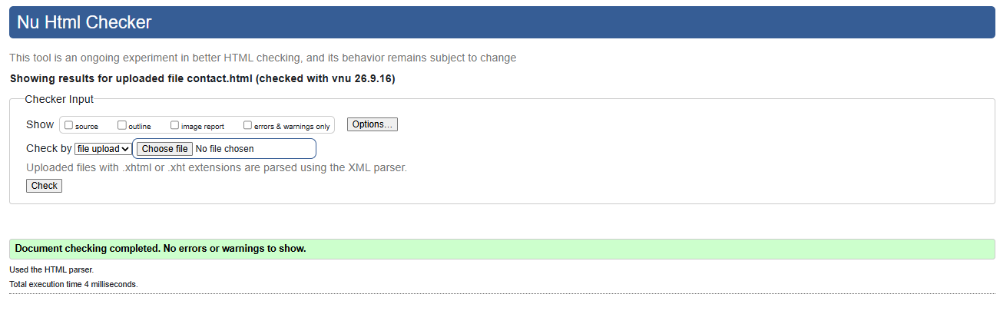 Nu Html Checker
This tool is an ongoing experiment in better HTML checking, and its behavior remains subject to change
Showing results for uploaded file contact.html (checked with vnu 26.9.16)
Checker Input
Show source outline image report errors & warnings only Options...
Check by file upload Choose file No file chosen
Uploaded files with .xhtml or .xht extensions are parsed using the XML parser.
Check
Document checking completed. No errors or warnings to show.
Used the HTML parser.
Total execution time 4 milliseconds.